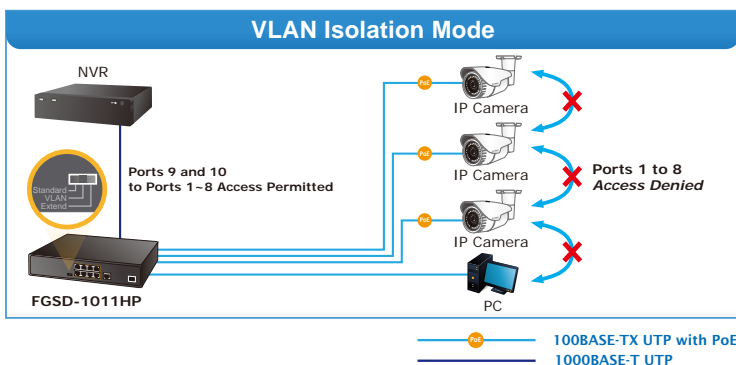 VLAN Isolation Mode
NVR
PoE
IP Camera
Ports 9 and 10
to Ports 1~8 Access Permitted
Standard
VLAN
Extend
PoE
IP Camera
Ports 1 to 8
Access Denied
PoE
IP Camera
FGSD-1011HP
PC
PoE
100BASE-TX UTP with PoE
1000BASE-T UTP